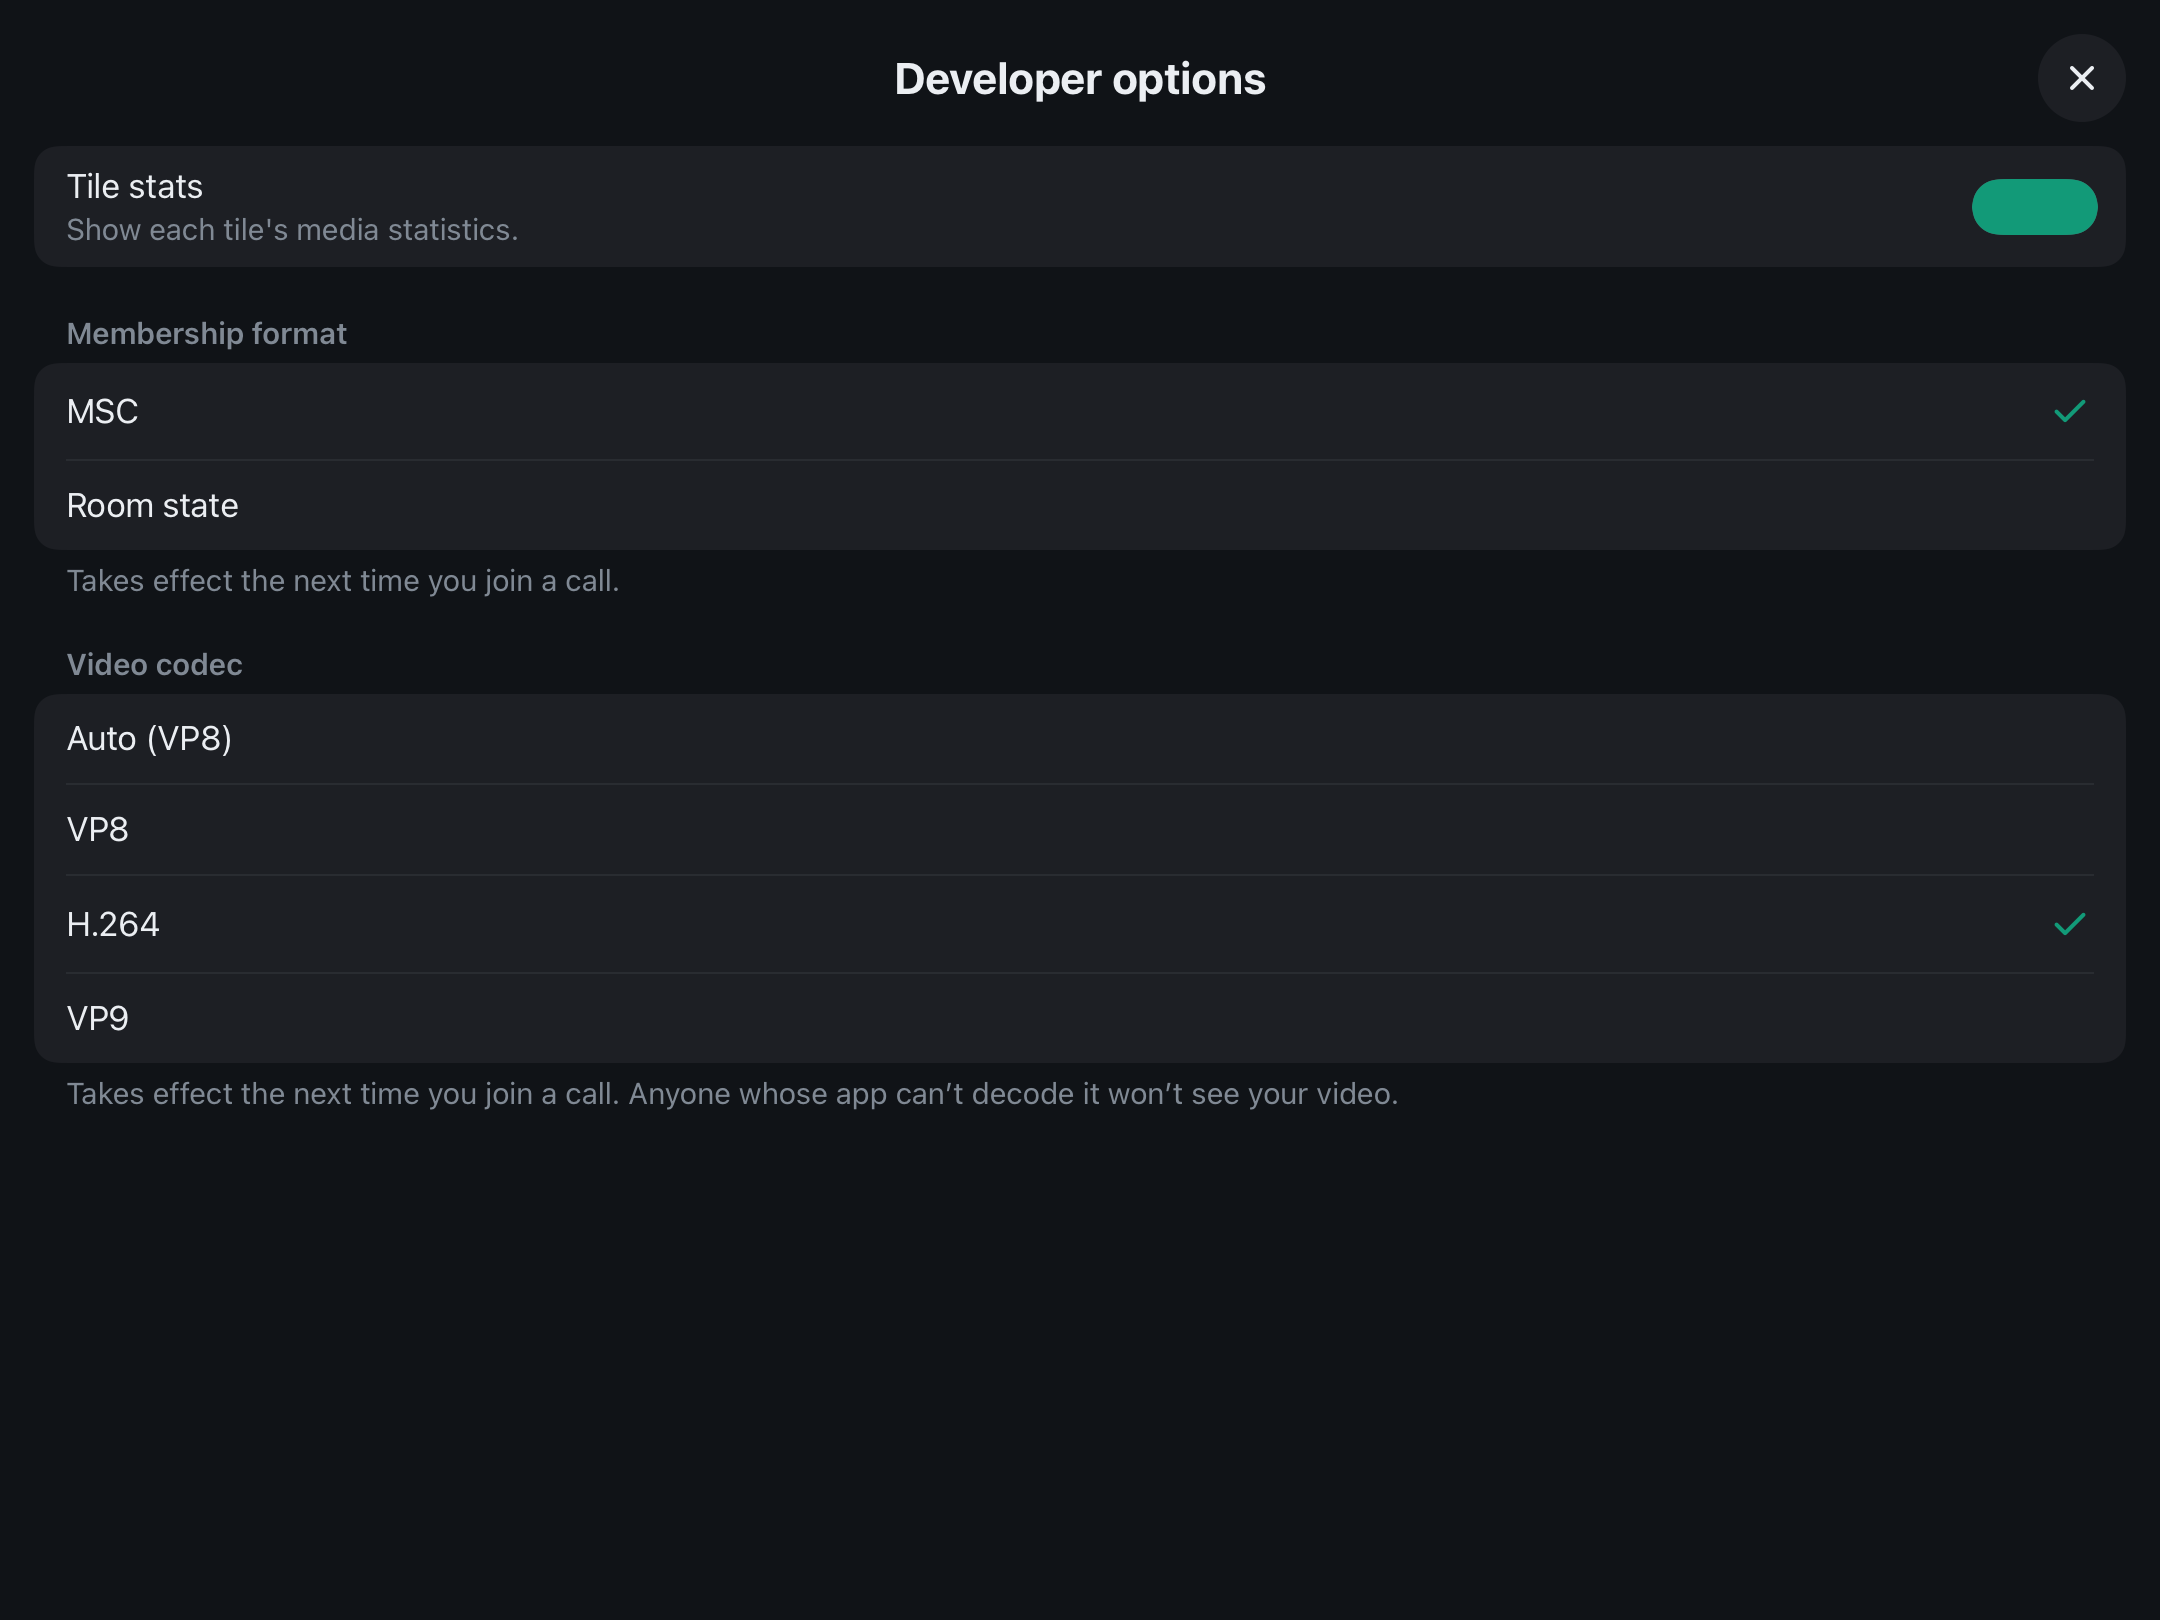 Developer options
Tile stats
Show each tile's media statistics.
Membership format
MSC
Room state
Takes effect the next time you join a call.
Video codec
Auto (VP8)
VP8
H.264
VP9
Takes effect the next time you join a call. Anyone whose app can’t decode it won’t see your video.